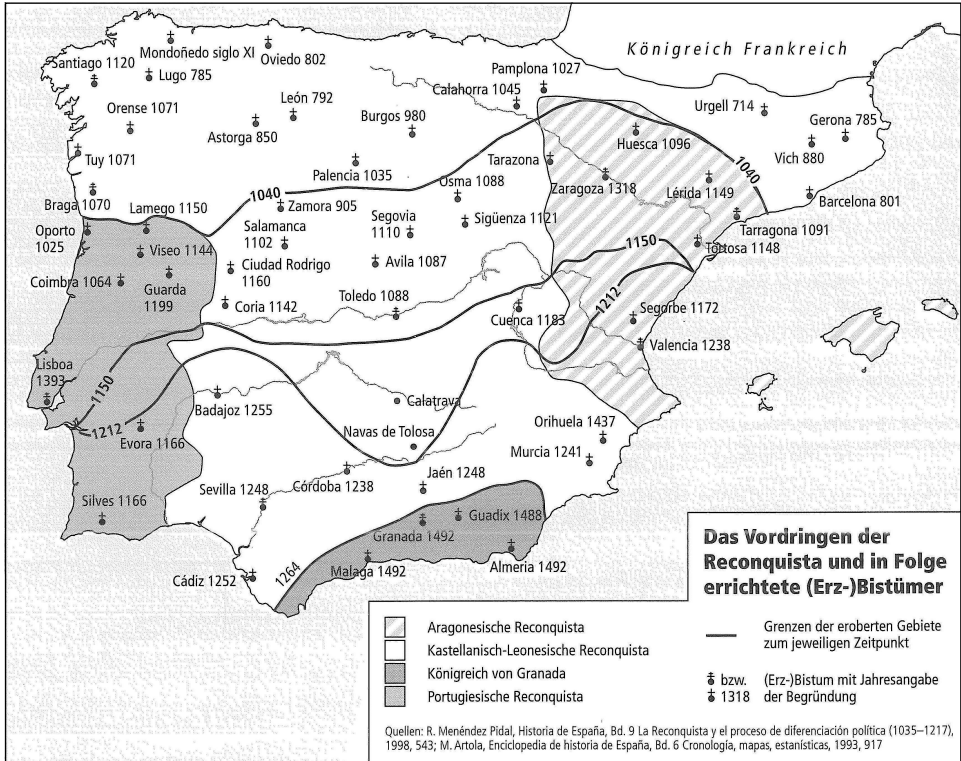 Königreich Frankreich
Santiago 1120
Mondoñedo siglo XI
Lugo 785
Oviedo 802
Orense 1071
León 792
Astorga 850
Burgos 980
Calahorra 1045
Pamplona 1027
Urgell 714
Gerona 785
Vich 880
Huesca 1096
Tuy 1071
Palencia 1035
Tarazona
Zaragoza 1318
Lérida 1149
1040
1040
Barcelona 801
Braga 1070
Lamego 1150
Zamora 905
Osma 1088
Oporto
1025
Salamanca
1102
Segovia
1110
Sigüenza 1121
Tarragona
1091
Tortosa 1148
Viseo 1144
1150
Coimbra 1064
Guarda
1199
Ciudad Rodrigo
1160
Avila 1087
Coria 1142
Toledo 1088
Cuenca 1183
1212
Segorbe 1172
Valencia 1238
Lisboa
1393
1150
1212
Badajoz 1255
Calatrava
Evora 1166
Navas de Tolosa
Orihuela 1437
Murcia 1241
Silves 1166
Sevilla 1248
Córdoba 1238
Jaén 1248
Guadix 1488
Granada 1492
Cádiz 1252
1264
Malaga 1492
Almeria 1492
Das Vordringen der
Reconquista und in Folge
errichtete (Erz-)Bistümer
Aragonesische Reconquista
Kastellanisch-Leonesische Reconquista
Königreich von Granada
Portugiesische Reconquista
Grenzen der eroberten Gebiete
zum jeweiligen Zeitpunkt
bzw. (Erz-)Bistum mit Jahresangabe
1318 der Begründung
Quellen: R. Menéndez Pidal, Historia de España, Bd. 9 La Reconquista y el proceso de diferenciación política (1035–1217),
1998, 543; M. Artola, Enciclopedia de historia de España, Bd. 6 Cronología, mapas, estanísticas, 1993, 917